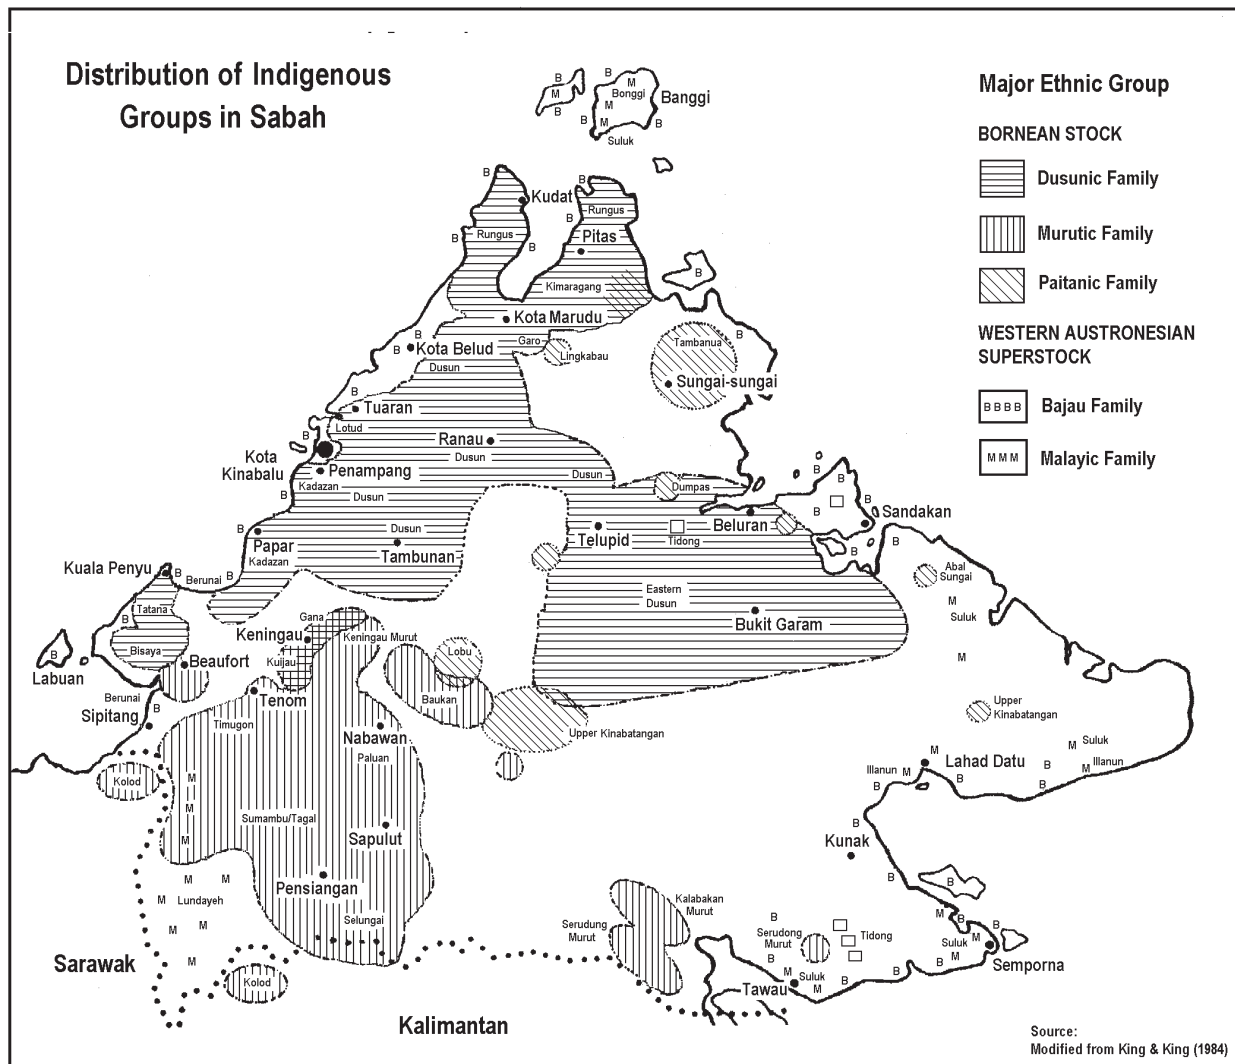 Distribution of Indigenous
Groups in Sabah
Major Ethnic Group
BORNEAN STOCK
Dusunic Family
Murutic Family
Paitanic Family
WESTERN AUSTRONESIAN
SUPERSTOCK
B B B B
Bajau Family
M M M
Malayic Family
B
M
B
B
M
Bonggi
M
B
M
B
Banggi
Suluk
B
B
Kudat
Rungus
B
Rungus
B
B
Pitas
B
Kimaragang
B
Kota Marudu
B
B
B
Kota Belud
Garo
Lingkabau
Tambanua
Dusun
Sungai-sungai
B
Tuaran
Lotud
B
Ranau
Kota
Kinabalu
Dusun
Penampang
Kadazan
Dusun
Dusun
Dumpas
B
B
B
B
B
Sandakan
B
Papar
Kadazan
Dusun
Tambunan
Telupid
Tidong
Beluran
B
B
Kuala Penyu
B
Berunai
B
Tatana
B
Bisaya
Eastern
Dusun
Bukit Garam
Abal
Sungai
M
Suluk
M
Gana
Keningau
Keningau Murut
Kuijau
Lobu
B
Labuan
Beaufort
Berunai
B
Sipitang
Tenom
Timugon
Baukan
Nabawan
Upper Kinabatangan
Upper
Kinabatangan
Paluan
Kolod
M
M
M
Sumambu/Tagal
Sapulut
M
Suluk
Lahad Datu
Illanun
M
B
B
B
B
M
Illanun
B
Kunak
B
B
M
M
M
Lundayeh
M
M
M
Pensiangan
Selungai
Kalabakan
Murut
Serudung
Murut
B
Serudong
Murut
B
Tidong
M
B
B
Suluk
M
M
B
Semporna
Sarawak
Kolod
M
Suluk
M
B
B
Tawau
Kalimantan
Source:
Modified from King & King (1984)